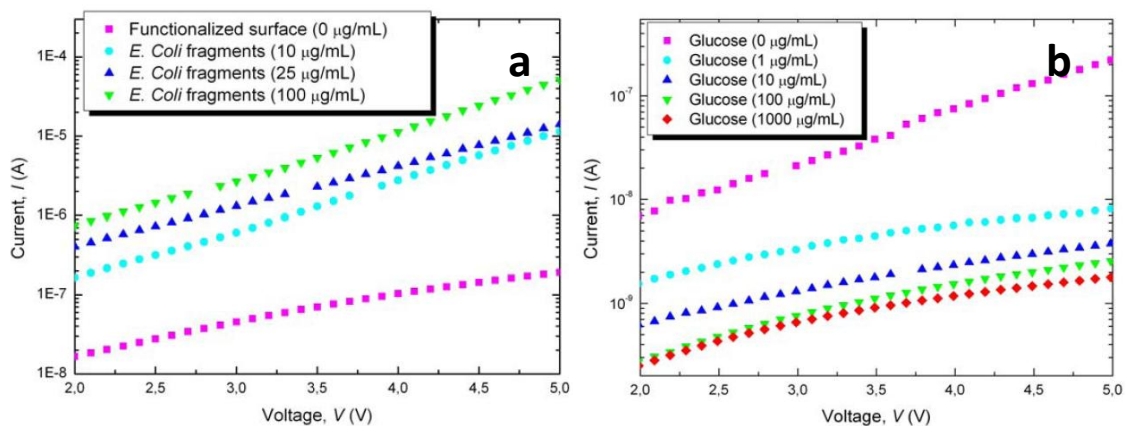 Functionalized surface (0 μg/mL)
E. Coli fragments (10 μg/mL)
E. Coli fragments (25 μg/mL)
E. Coli fragments (100 μg/mL)
a
1E-4
1E-5
1E-6
1E-7
1E-8
Current, I (A)
2,0 2,5 3,0 3,5 4,0 4,5 5,0
Voltage, V (V)
Glucose (0 μg/mL)
Glucose (1 μg/mL)
Glucose (10 μg/mL)
Glucose (100 μg/mL)
Glucose (1000 μg/mL)
b
10⁻⁷
10⁻⁸
10⁻⁹
Current, I (A)
2,0 2,5 3,0 3,5 4,0 4,5 5,0
Voltage, V (V)